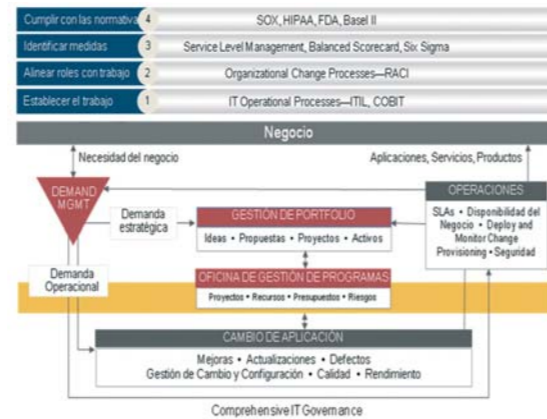 Cumplir con las normativa 4 SOX, HIPAA, FDA, Basel II
Identificar medidas 3 Service Level Management, Balanced Scorecard, Six Sigma
Alinear roles con trabajo 2 Organizational Change Processes—RACI
Establecer el trabajo 1 IT Operational Processes—ITIL, COBIT
Negocio
Necesidad del negocio
Aplicaciones, Servicios, Productos
DEMAND
MGMT
Demanda
estratégica
GESTIÓN DE PORTFOLIO
Ideas • Propuestas • Proyectos • Activos
OPERACIONES
SLAs • Disponibilidad del
Negocio • Deploy and
Monitor Change
Provisioning • Seguridad
Demanda
Operacional
OFICINA DE GESTIÓN DE PROGRAMAS
Proyectos • Recursos • Presupuestos • Riesgos
CAMBIO DE APLICACIÓN
Mejoras • Actualizaciones • Defectos
Gestión de Cambio y Configuración • Calidad • Rendimiento
Comprehensive IT Governance